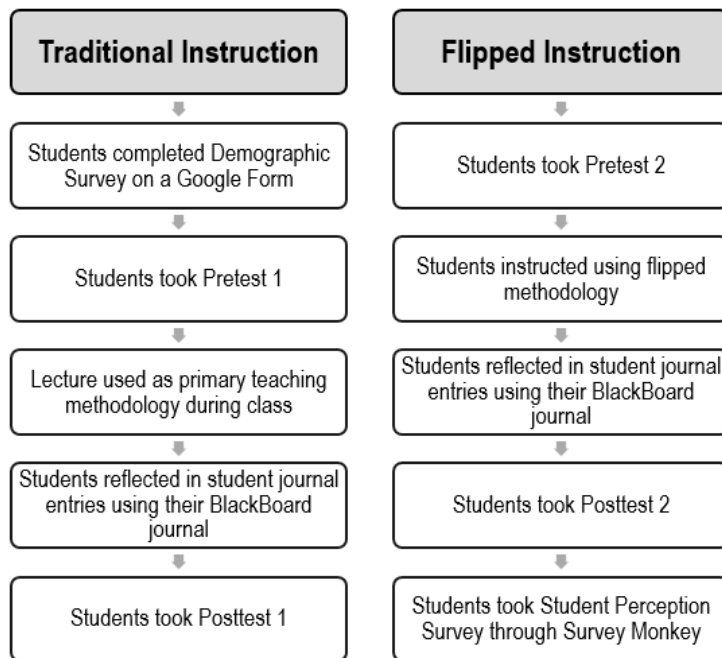 Traditional Instruction
Students completed Demographic
Survey on a Google Form
Students took Pretest 1
Lecture used as primary teaching
methodology during class
Students reflected in student journal
entries using their BlackBoard
journal
Students took Posttest 1
Flipped Instruction
Students took Pretest 2
Students instructed using flipped
methodology
Students reflected in student journal
entries using their BlackBoard
journal
Students took Posttest 2
Students took Student Perception
Survey through Survey Monkey